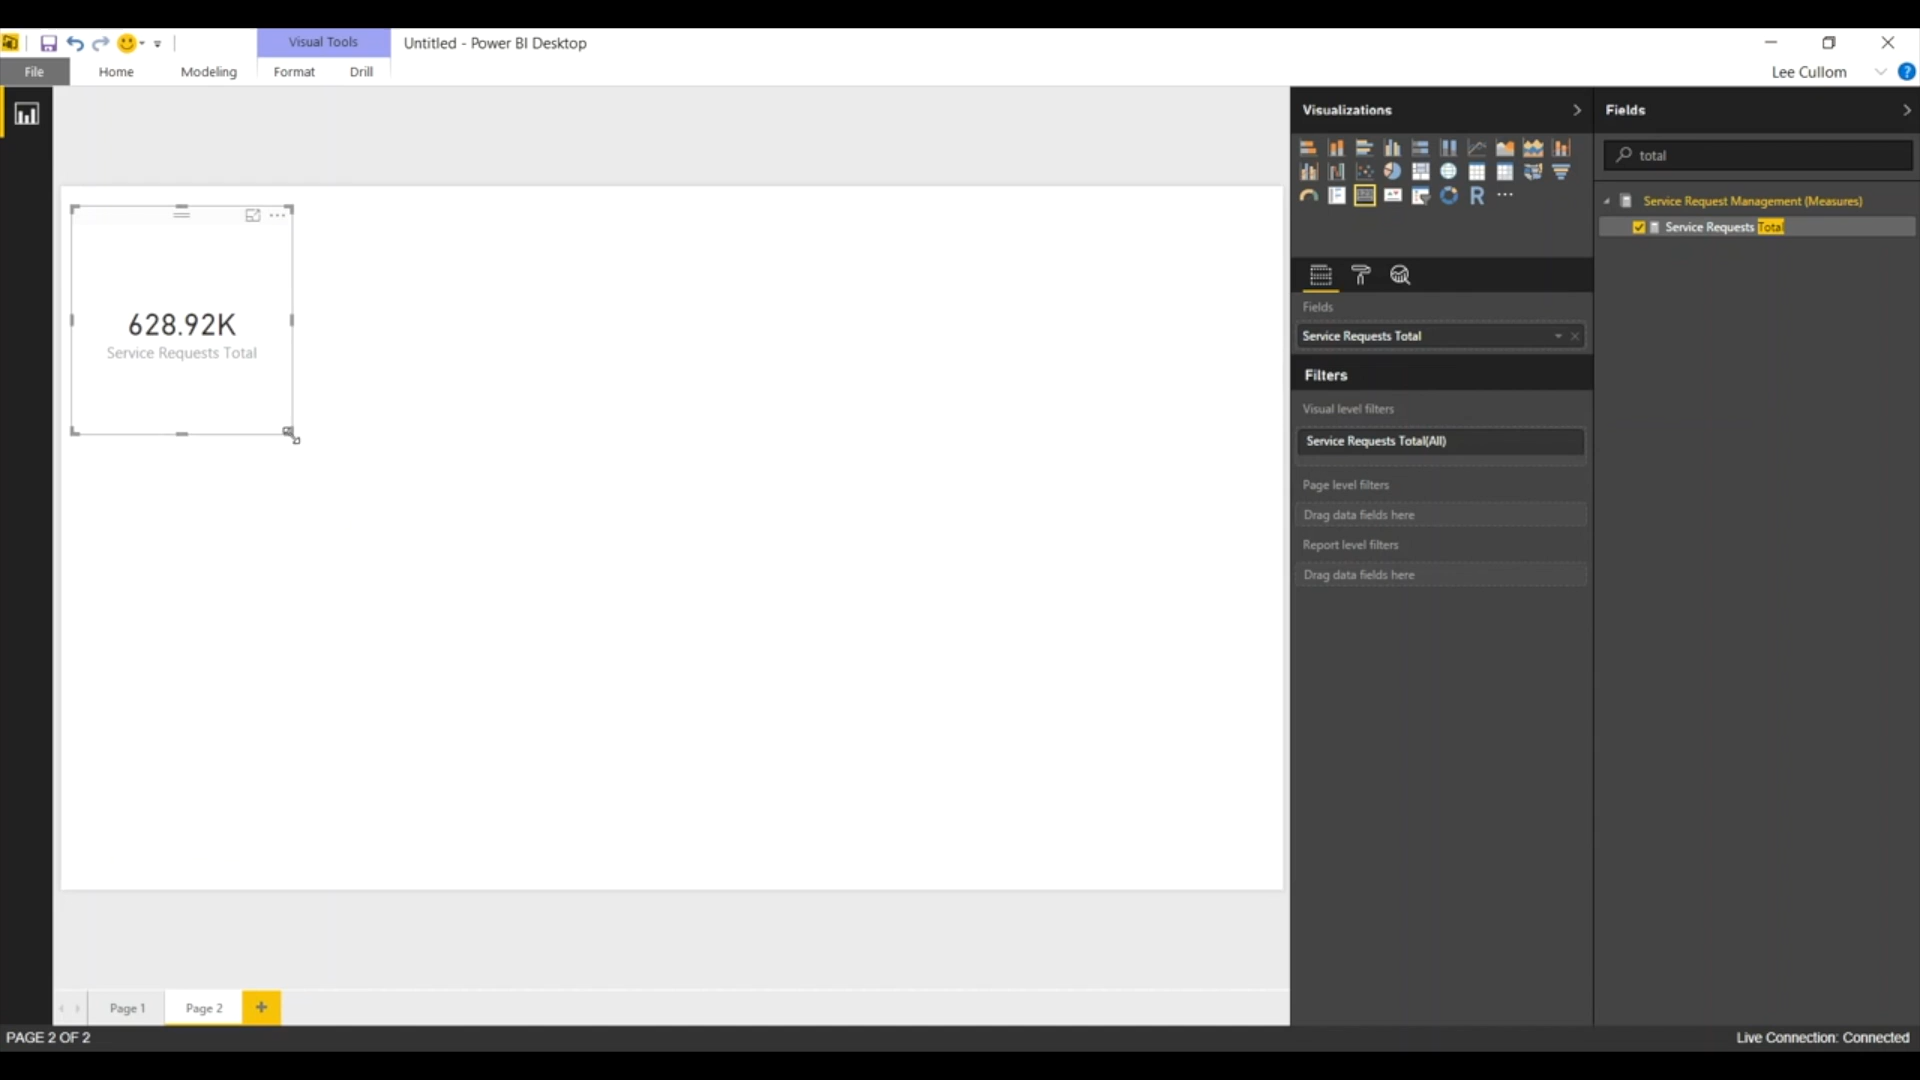 Visual Tools
Untitled - Power BI Desktop
File
Home
Modeling
Format
Drill
Lee Cullom
?
628.92K
Service Requests Total
Visualizations
R
Fields
Service Requests Total
Filters
Visual level filters
Service Requests Total(All)
Page level filters
Drag data fields here
Report level filters
Drag data fields here
Fields
total
Service Request Management (Measures)
Service Requests Total
Page 1
Page 2
+
PAGE 2 OF 2
Live Connection: Connected